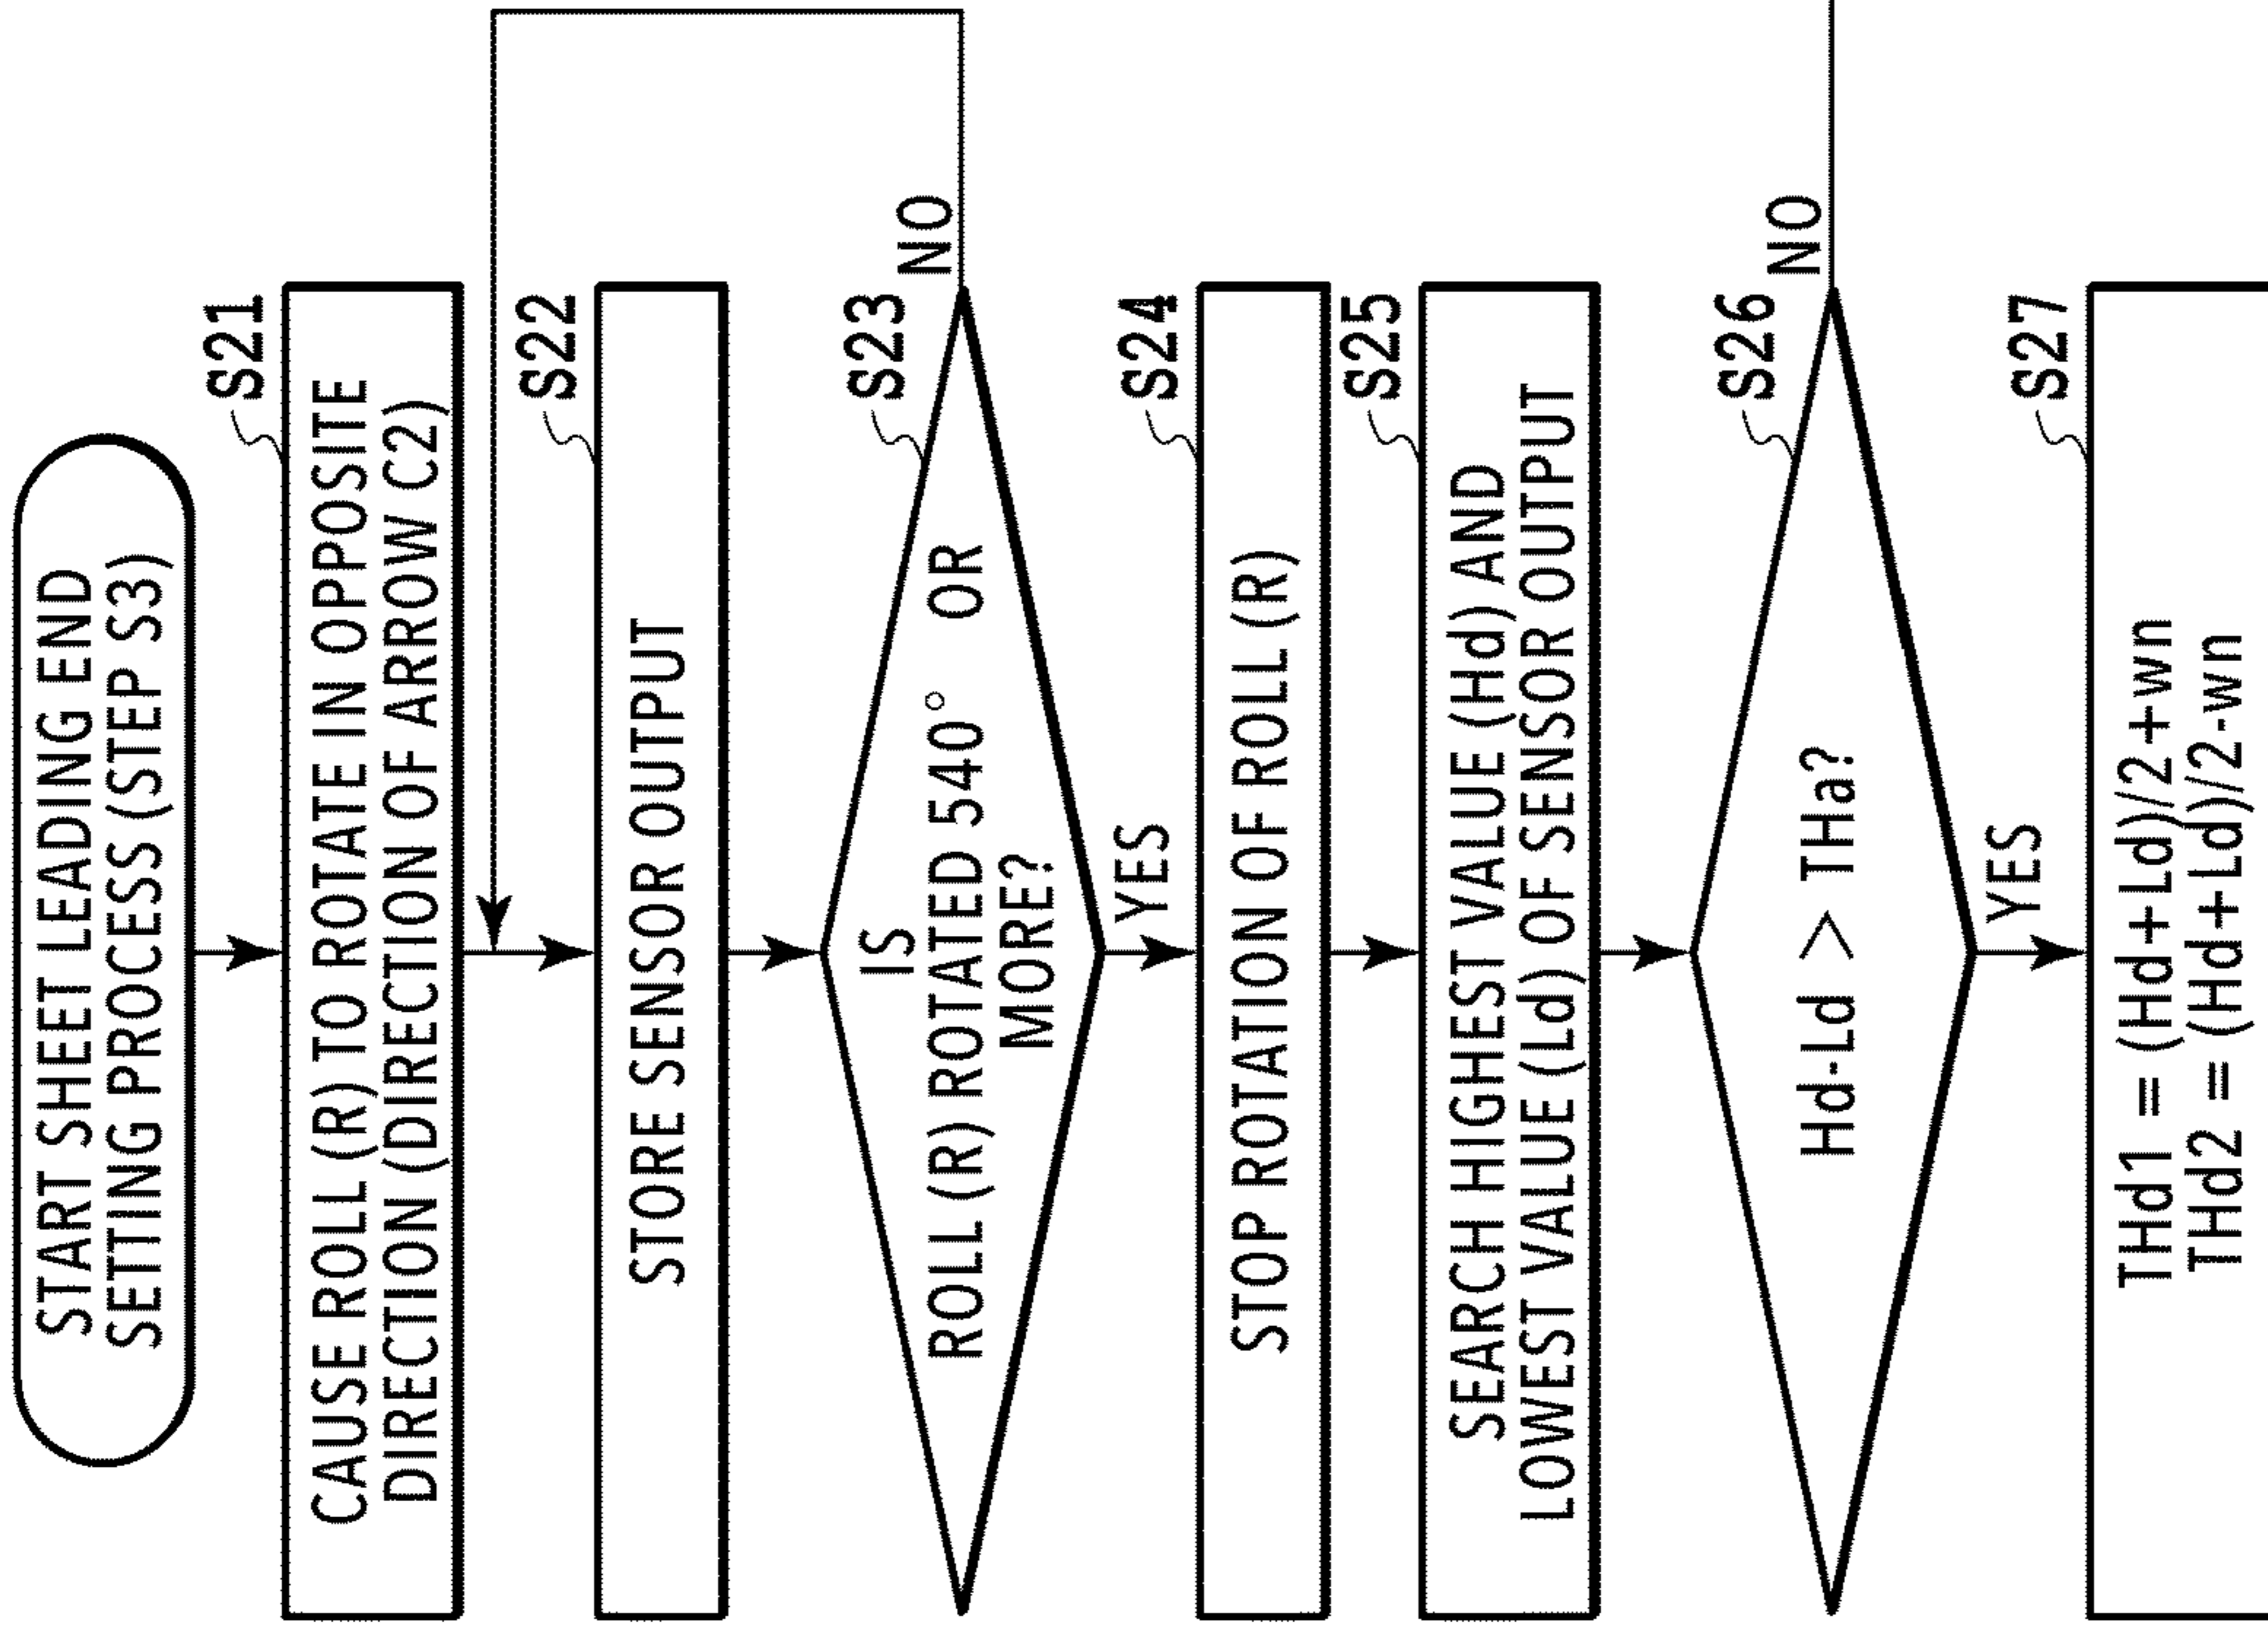 START SHEET LEADING END
SETTING PROCESS (STEP S3)
S21
CAUSE ROLL (R) TO ROTATE IN OPPOSITE
DIRECTION (DIRECTION OF ARROW C2)
S22
STORE SENSOR OUTPUT
S23
IS
ROLL (R) ROTATED 540° OR
MORE?
NO
YES
S24
STOP ROTATION OF ROLL (R)
S25
SEARCH HIGHEST VALUE (Hd) AND
LOWEST VALUE (Ld) OF SENSOR OUTPUT
S26
Hd-Ld > THa?
NO
YES
S27
THd1 = (Hd+Ld)/2+wn
THd2 = (Hd+Ld)/2-wn